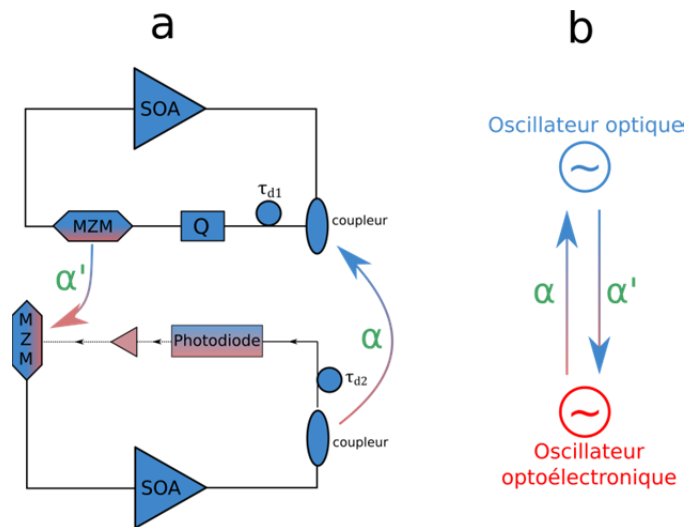 a
SOA
MZM
Q
τd1
coupleur
α'
M
Z
M
Photodiode
α
τd2
coupleur
SOA
b
Oscillateur optique
~
α
α'
~
Oscillateur
optoélectronique